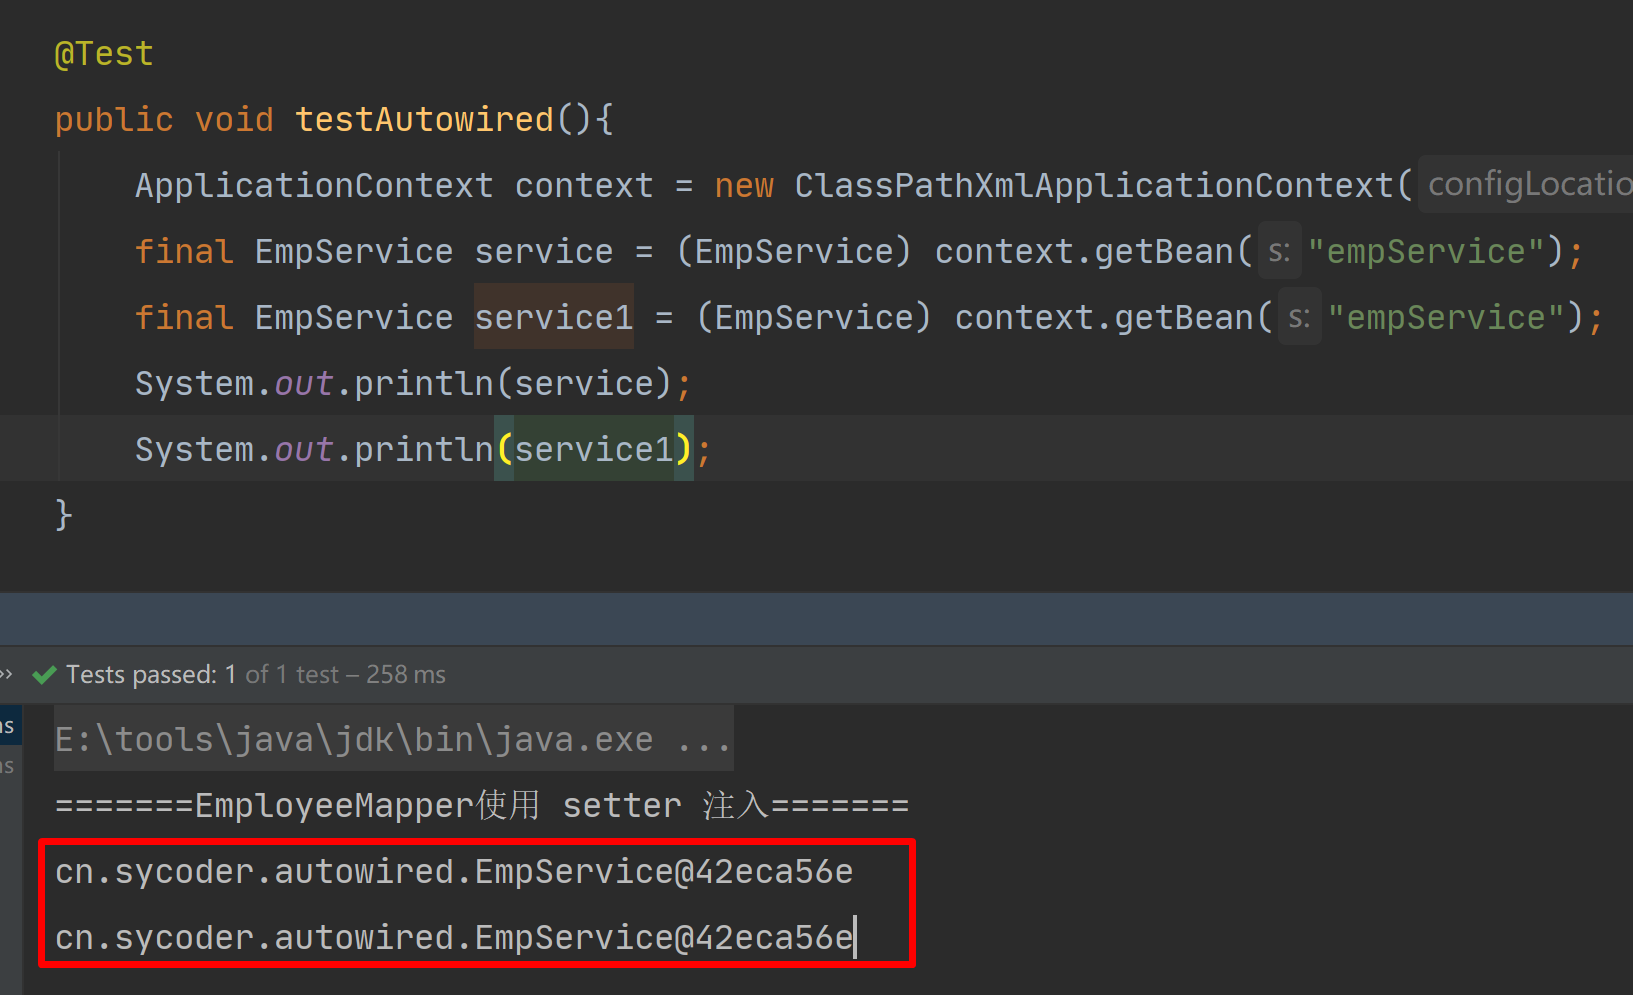 @Test
public void testAutowired(){
ApplicationContext context = new ClassPathXmlApplicationContext( configLocatio
final EmpService service = (EmpService) context.getBean( s: "empService");
final EmpService service1 = (EmpService) context.getBean( s: "empService");
System.out.println(service);
System.out.println(service1);
}
>> Tests passed: 1 of 1 test – 258 ms
ns
E:\tools\java\jdk\bin\java.exe ...
ns
=======EmployeeMapper使用 setter 注入=======
cn.sycoder.autowired.EmpService@42eca56e
cn.sycoder.autowired.EmpService@42eca56e